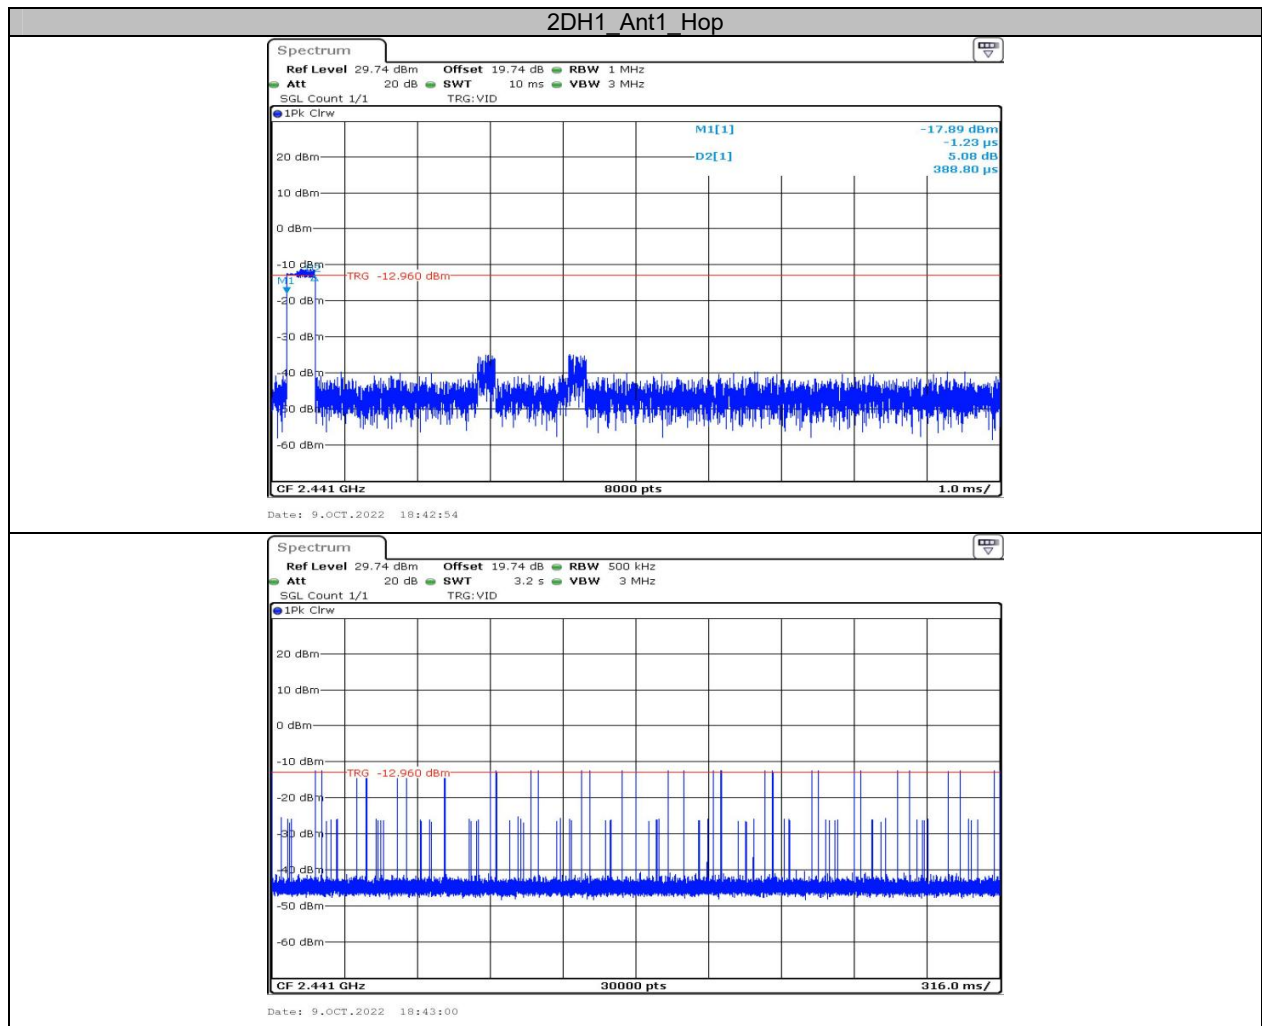 2DH1_Ant1_Hop
Spectrum
Ref Level 29.74 dBm Offset 19.74 dB RBW 1 MHz
Att 20 dB SWT 10 ms VBW 3 MHz
SGL Count 1/1 TRG:VID
1Pk Clrw
M1[1] -17.89 dBm
-1.23 µs
20 dBm D2[1] 5.08 dB
388.80 µs
10 dBm
0 dBm
-10 dBm
TRG -12.960 dBm
M1
-20 dBm
-30 dBm
-40 dBm
-50 dBm
-60 dBm
CF 2.441 GHz 8000 pts 1.0 ms/
Date: 9.OCT.2022 18:42:54
Spectrum
Ref Level 29.74 dBm Offset 19.74 dB RBW 500 kHz
Att 20 dB SWT 3.2 s VBW 3 MHz
SGL Count 1/1 TRG:VID
1Pk Clrw
20 dBm
10 dBm
0 dBm
-10 dBm
TRG -12.960 dBm
-20 dBm
-30 dBm
-40 dBm
-50 dBm
-60 dBm
CF 2.441 GHz 30000 pts 316.0 ms/
Date: 9.OCT.2022 18:43:00